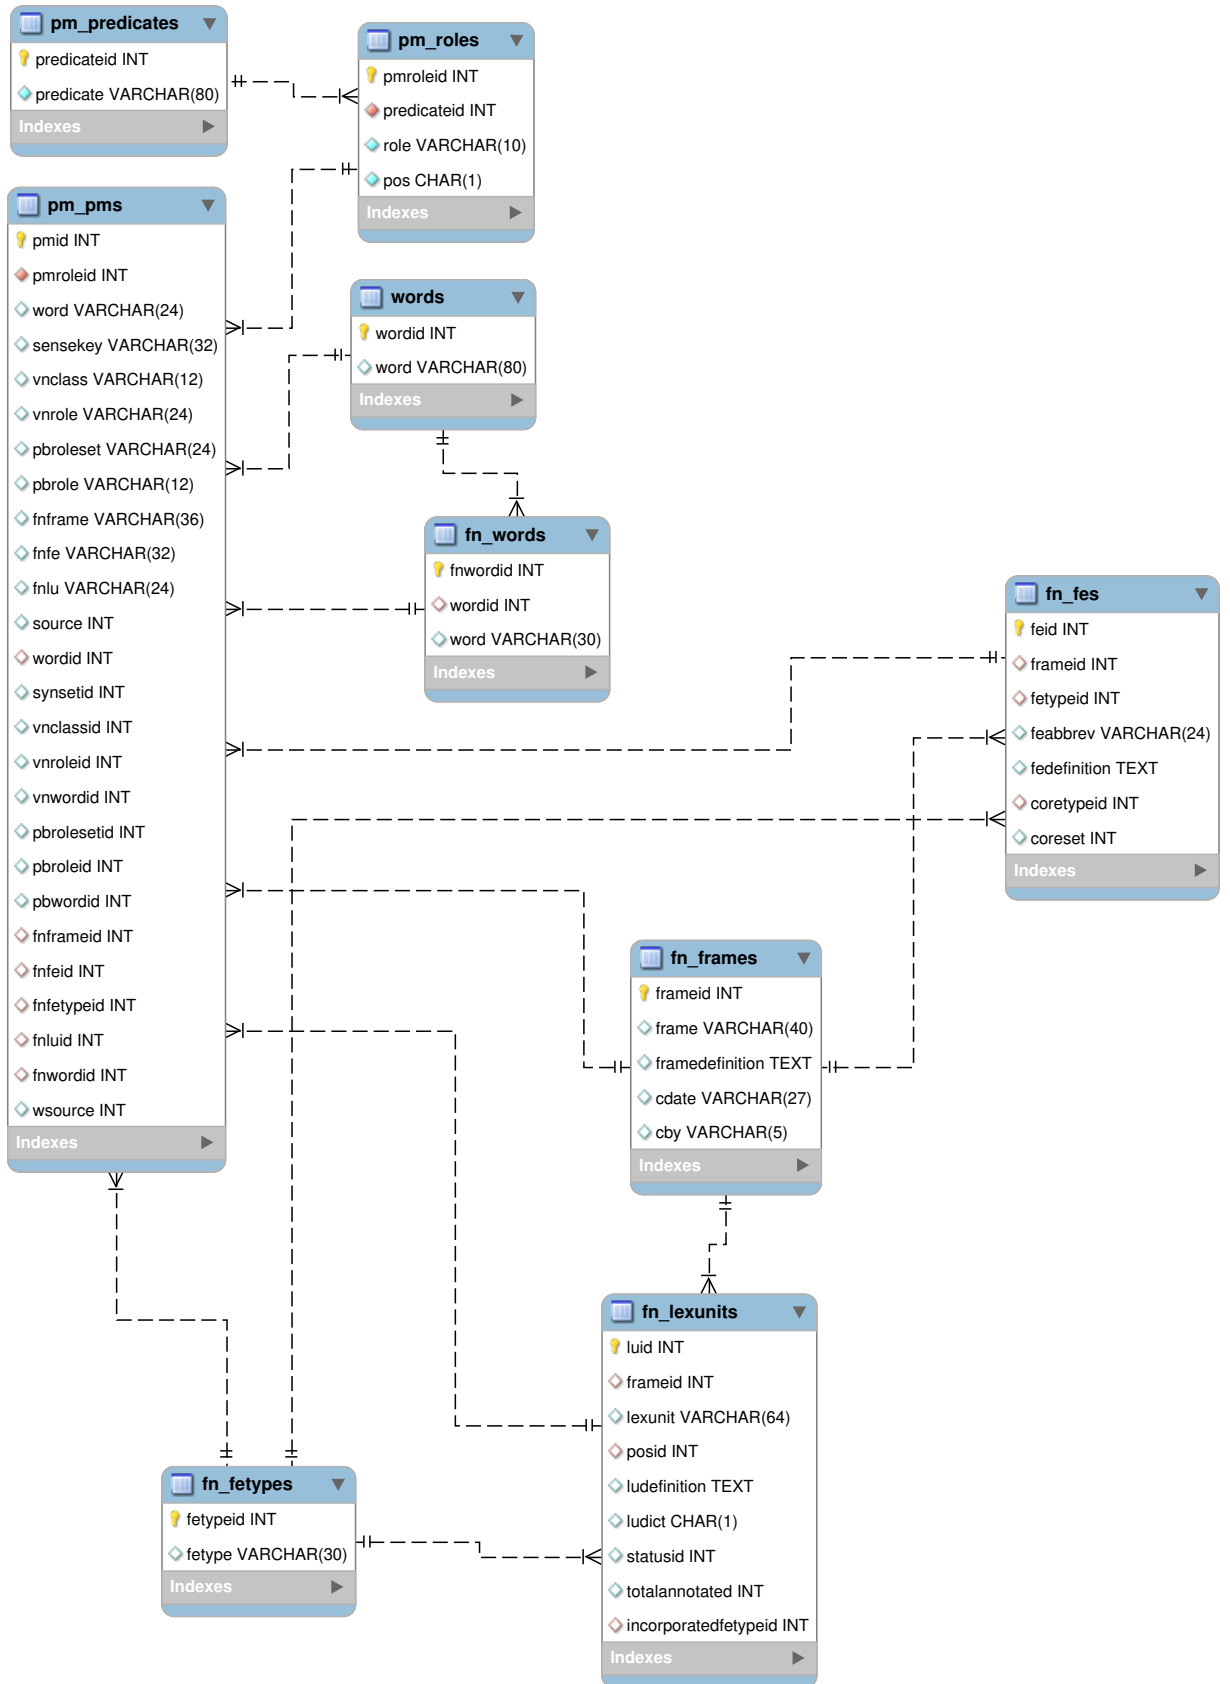 pm_predicates
predicateid INT
predicate VARCHAR(80)
Indexes
pm_roles
pmroleid INT
predicateid INT
role VARCHAR(10)
pos CHAR(1)
Indexes
pm_pms
pmid INT
pmroleid INT
word VARCHAR(24)
sensekey VARCHAR(32)
vnclass VARCHAR(12)
vnrole VARCHAR(24)
pbroleset VARCHAR(24)
pbrole VARCHAR(12)
fnframe VARCHAR(36)
fnfe VARCHAR(32)
fnlu VARCHAR(24)
source INT
wordid INT
synsetid INT
vnclassid INT
vnroleid INT
vnwordid INT
pbrolesetid INT
pbroleid INT
pbwordid INT
fnframeid INT
fnfeid INT
fnfetypeid INT
fnluid INT
fnwordid INT
wsource INT
Indexes
words
wordid INT
word VARCHAR(80)
Indexes
fn_words
fnwordid INT
wordid INT
word VARCHAR(30)
Indexes
fn_fes
feid INT
frameid INT
fetypeid INT
feabbrev VARCHAR(24)
fedefinition TEXT
coretypeid INT
coreset INT
Indexes
fn_frames
frameid INT
frame VARCHAR(40)
framedefinition TEXT
cdate VARCHAR(27)
cby VARCHAR(5)
Indexes
fn_lexunits
luid INT
frameid INT
lexunit VARCHAR(64)
posid INT
ludefinition TEXT
ludict CHAR(1)
statusid INT
totalannotated INT
incorporatedfetypeid INT
Indexes
fn_fetypes
fetypeid INT
fetype VARCHAR(30)
Indexes